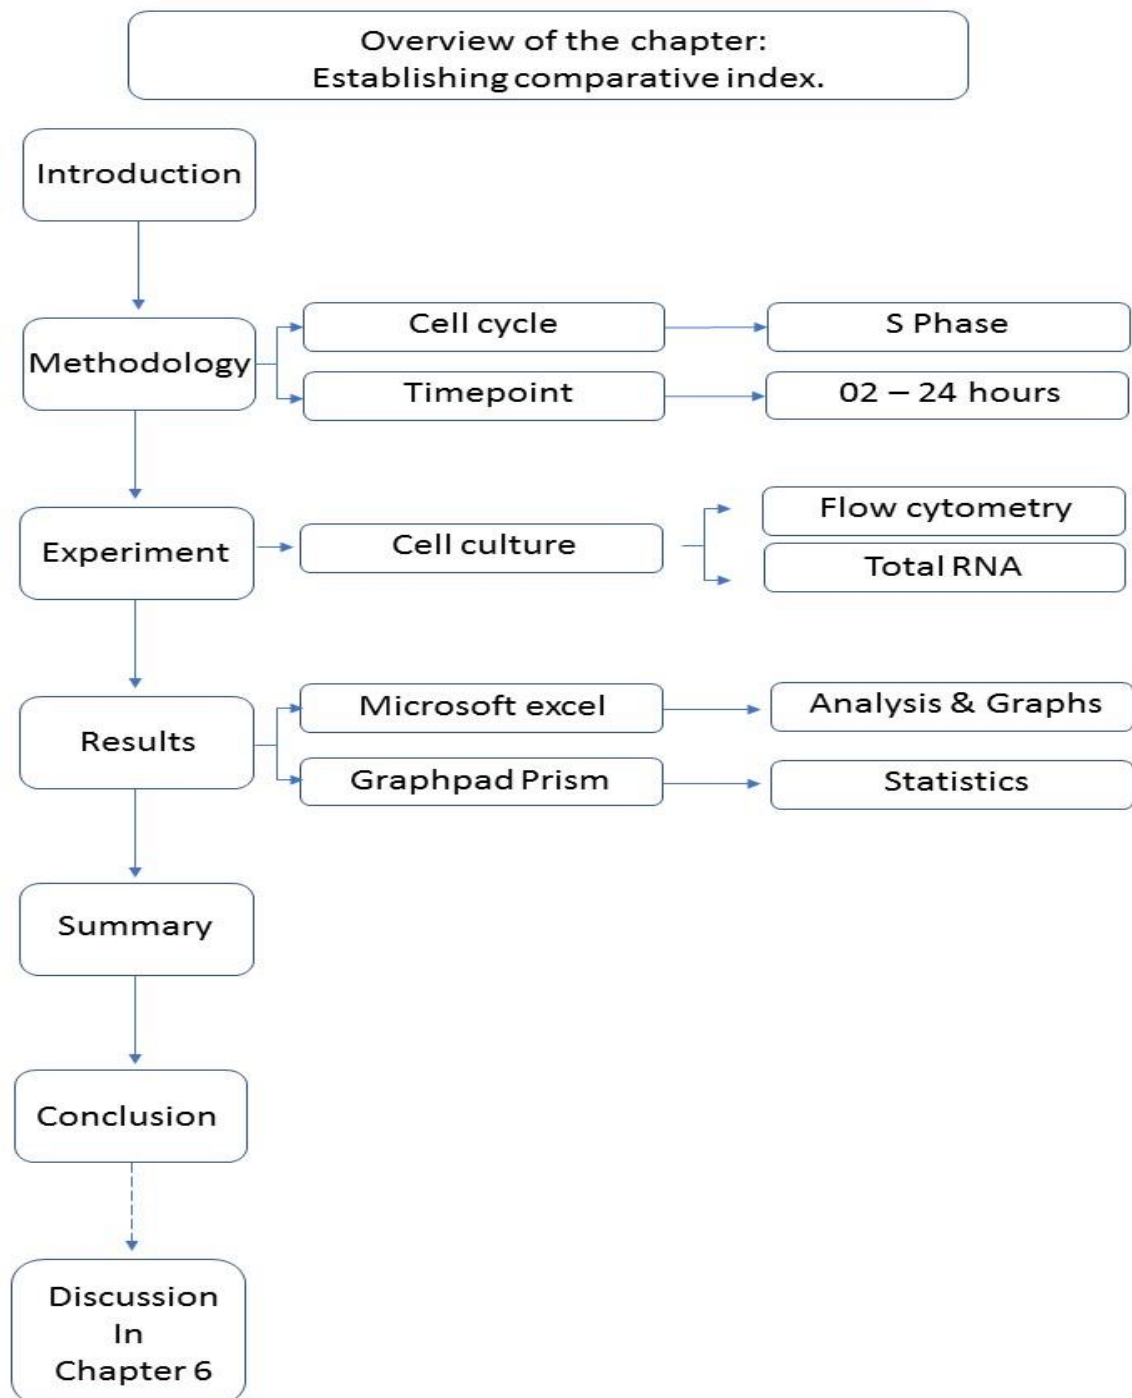 Overview of the chapter:
Establishing comparative index.
Introduction
Methodology
Cell cycle
S Phase
Timepoint
02 – 24 hours
Experiment
Cell culture
Flow cytometry
Total RNA
Results
Microsoft excel
Analysis & Graphs
Graphpad Prism
Statistics
Summary
Conclusion
Discussion
In
Chapter 6